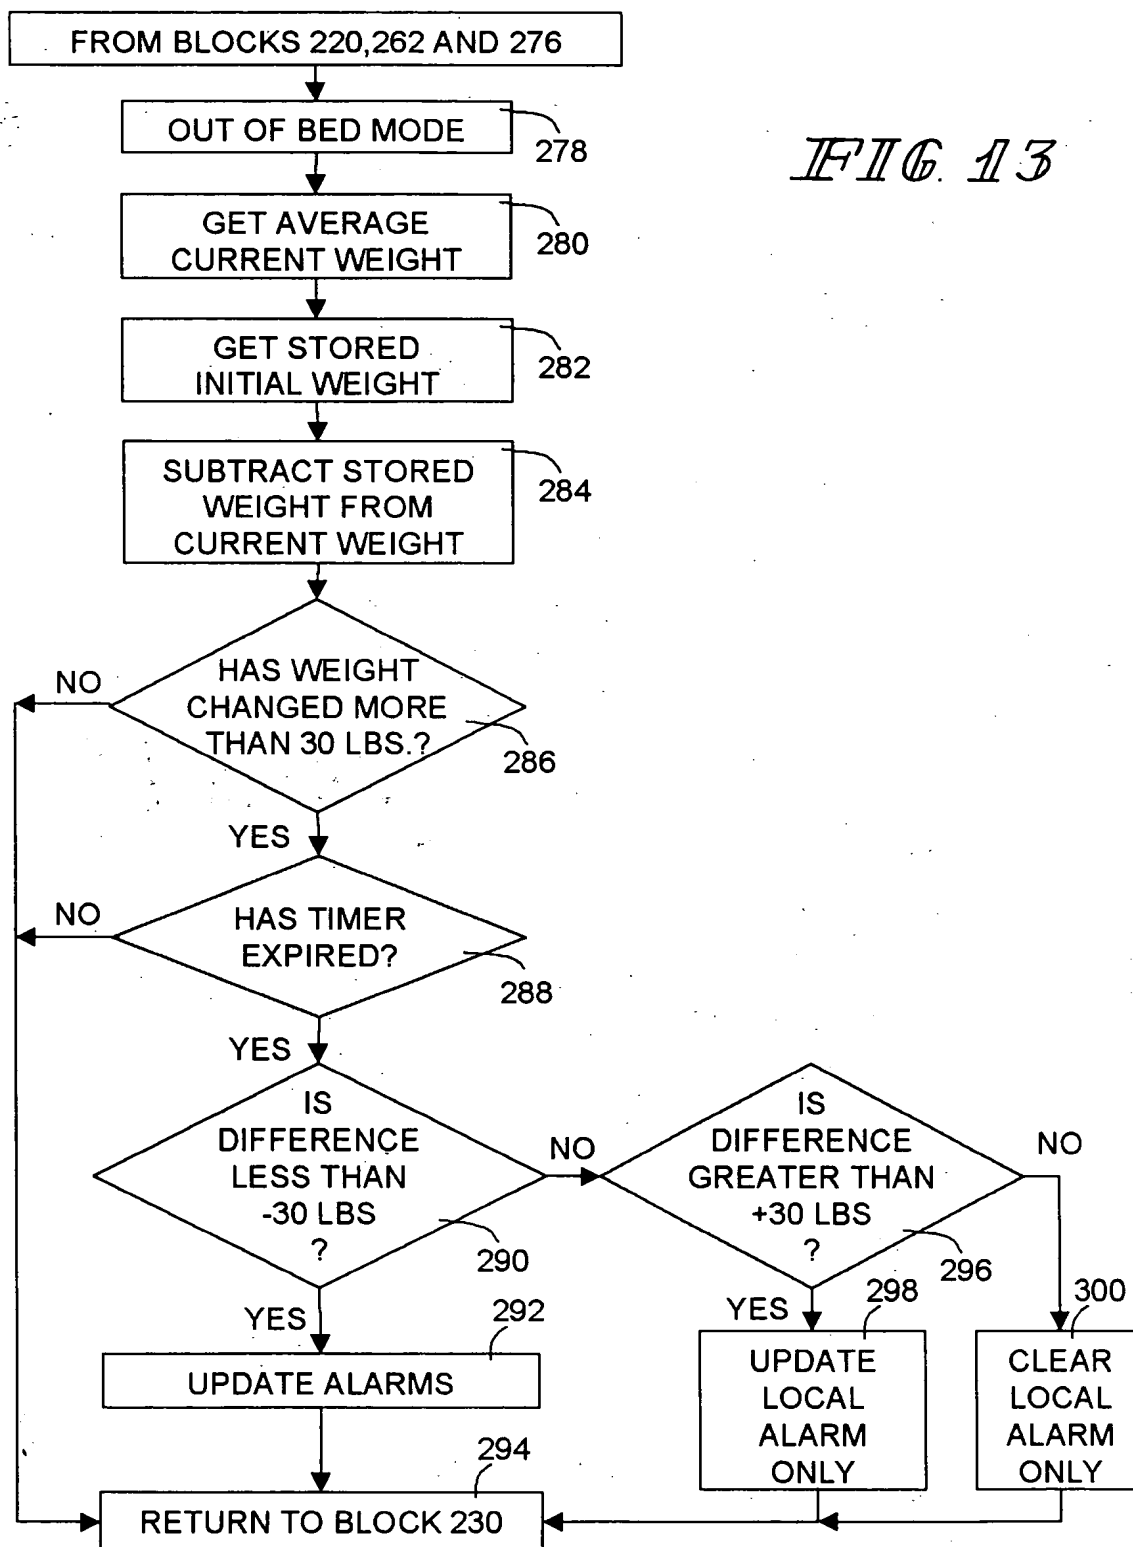 FROM BLOCKS 220,262 AND 276
OUT OF BED MODE
278
FIG. 13
GET AVERAGE
CURRENT WEIGHT
280
GET STORED
INITIAL WEIGHT
282
SUBTRACT STORED
WEIGHT FROM
CURRENT WEIGHT
284
HAS WEIGHT
CHANGED MORE
THAN 30 LBS.?
286
NO
YES
HAS TIMER
EXPIRED?
288
NO
YES
IS
DIFFERENCE
LESS THAN
-30 LBS
?
290
NO
IS
DIFFERENCE
GREATER THAN
+30 LBS
?
296
NO
YES
292
UPDATE ALARMS
YES
298
UPDATE
LOCAL
ALARM
ONLY
300
CLEAR
LOCAL
ALARM
ONLY
294
RETURN TO BLOCK 230